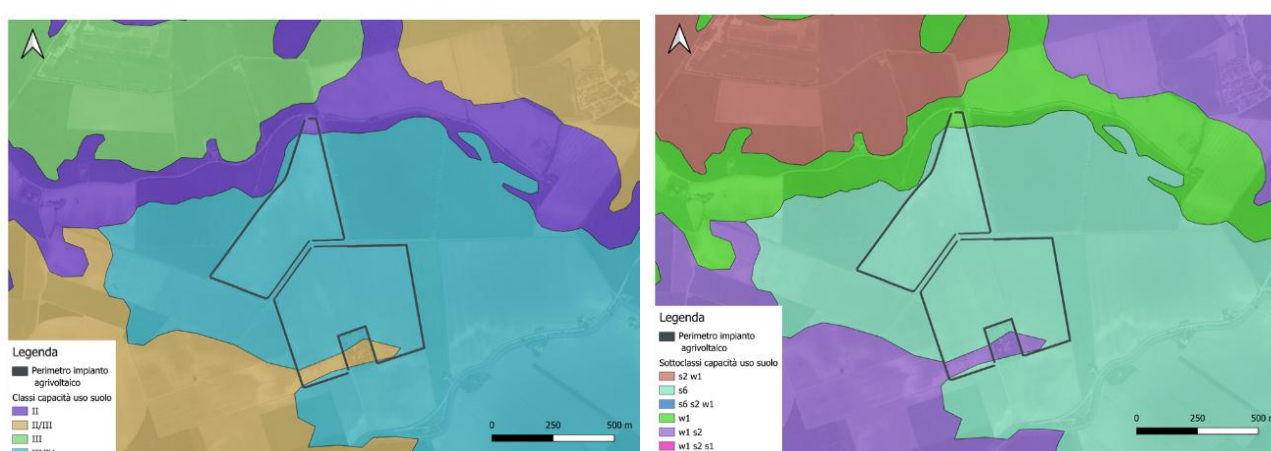 Legenda
Perimetro impianto
agrivoltaico
Classi capacità uso suolo
II
II/III
III
0 250 500 m
Legenda
Perimetro impianto
agrivoltaico
Sottoclassi capacità uso suolo
s2 w1
s6
s6 s2 w1
w1
w1 s2
w1 s2 s1
0 250 500 m